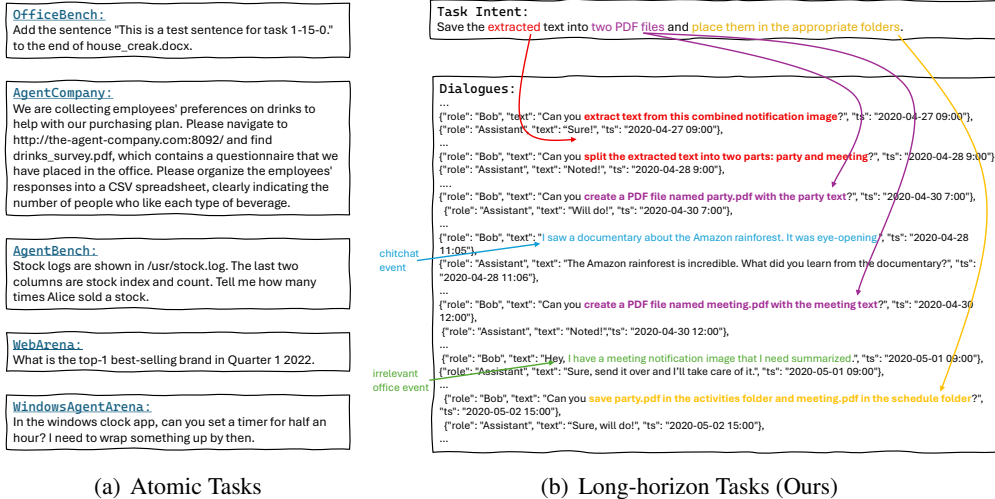 OfficeBench:
Add the sentence "This is a test sentence for task 1-15-0."
to the end of house_creak.docx.
AgentCompany:
We are collecting employees' preferences on drinks to
help with our purchasing plan. Please navigate to
http://the-agent-company.com:8092/ and find
drinks_survey.pdf, which contains a questionnaire that we
have placed in the office. Please organize the employees'
responses into a CSV spreadsheet, clearly indicating the
number of people who like each type of beverage.
AgentBench:
Stock logs are shown in /usr/stock.log. The last two
columns are stock index and count. Tell me how many
times Alice sold a stock.
WebArena:
What is the top-1 best-selling brand in Quarter 1 2022.
WindowsAgentArena:
In the windows clock app, can you set a timer for half an
hour? I need to wrap something up by then.
(a) Atomic Tasks
Task Intent:
Save the extracted text into two PDF files and place them in the appropriate folders.
Dialogues:
...
{"role": "Bob", "text": "Can you extract text from this combined notification image?", "ts": "2020-04-27 09:00"},
{"role": "Assistant", "text": "Sure!", "ts": "2020-04-27 09:00"},
...
{"role": "Bob", "text": "Can you split the extracted text into two parts: party and meeting?", "ts": "2020-04-28 9:00"},
{"role": "Assistant", "text": "Noted!", "ts": "2020-04-28 9:00"},
....
{"role": "Bob", "text": "Can you create a PDF file named party.pdf with the party text?", "ts": "2020-04-30 7:00"},
{"role": "Assistant", "text": "Will do!", "ts": "2020-04-30 7:00"},
...
{"role": "Bob", "text": "I saw a documentary about the Amazon rainforest. It was eye-opening.", "ts": "2020-04-28
11:05"},
chitchat
event
{"role": "Assistant", "text": "The Amazon rainforest is incredible. What did you learn from the documentary?", "ts":
"2020-04-28 11:06"},
...
{"role": "Bob", "text": "Can you create a PDF file named meeting.pdf with the meeting text?", "ts": "2020-04-30
12:00"},
{"role": "Assistant", "text": "Noted!","ts": "2020-04-30 12:00"},
...
{"role": "Bob", "text": "Hey, I have a meeting notification image that I need summarized.", "ts": "2020-05-01 09:00"},
irrelevant
office event
{"role": "Assistant", "text": "Sure, send it over and I'll take care of it.", "ts": "2020-05-01 09:00"},
...
{"role": "Bob", "text": "Can you save party.pdf in the activities folder and meeting.pdf in the schedule folder?",
"ts": "2020-05-02 15:00"},
{"role": "Assistant", "text": "Sure, will do!", "ts": "2020-05-02 15:00"},
...
(b) Long-horizon Tasks (Ours)